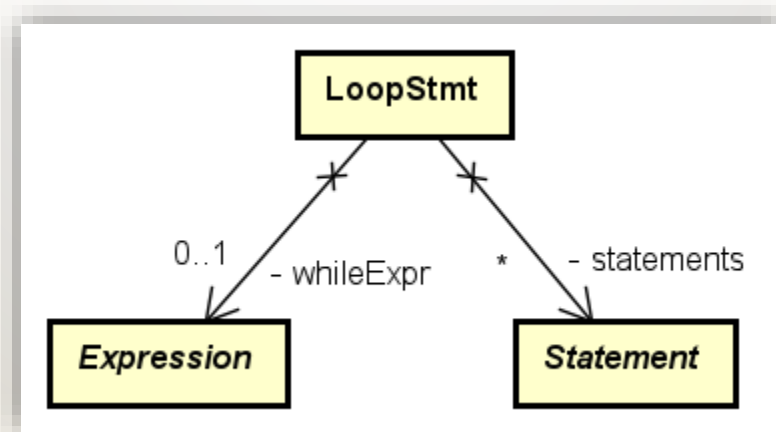 LoopStmt
0..1
- whileExpr
*
- statements
Expression
Statement